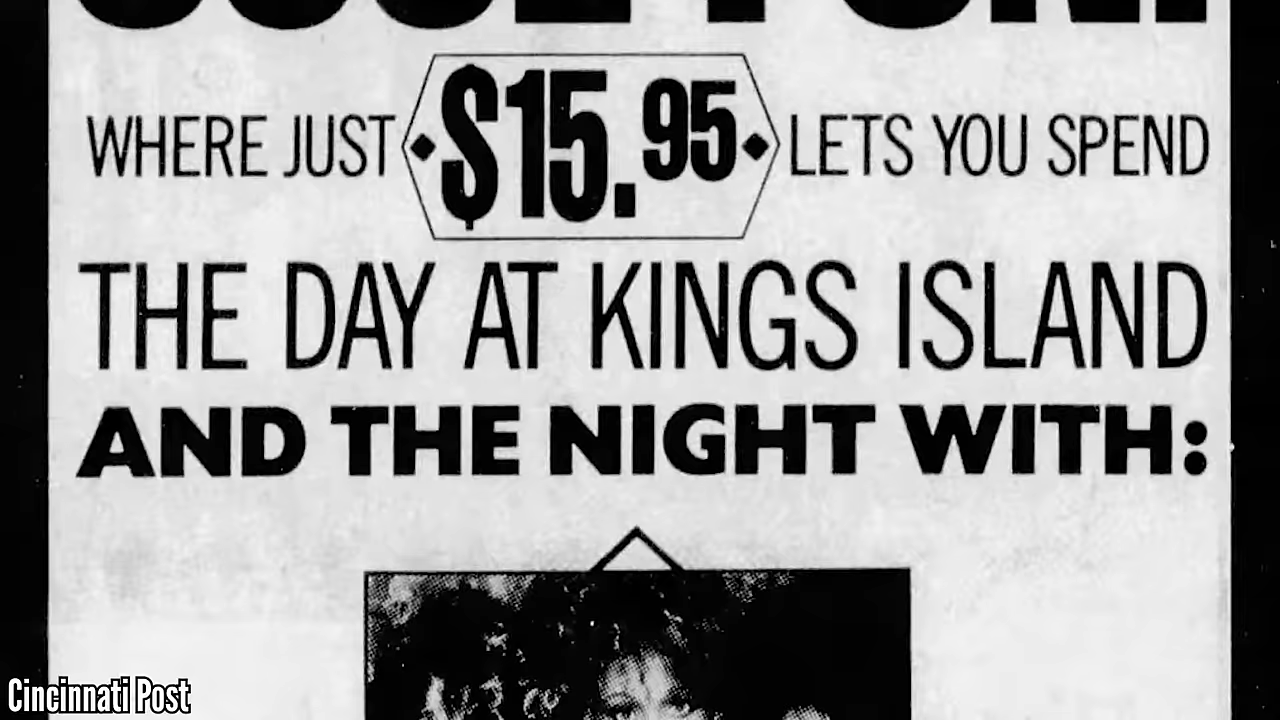 WHERE JUST $15.95 LETS YOU SPEND
THE DAY AT KINGS ISLAND
AND THE NIGHT WITH:
Cincinnati Post